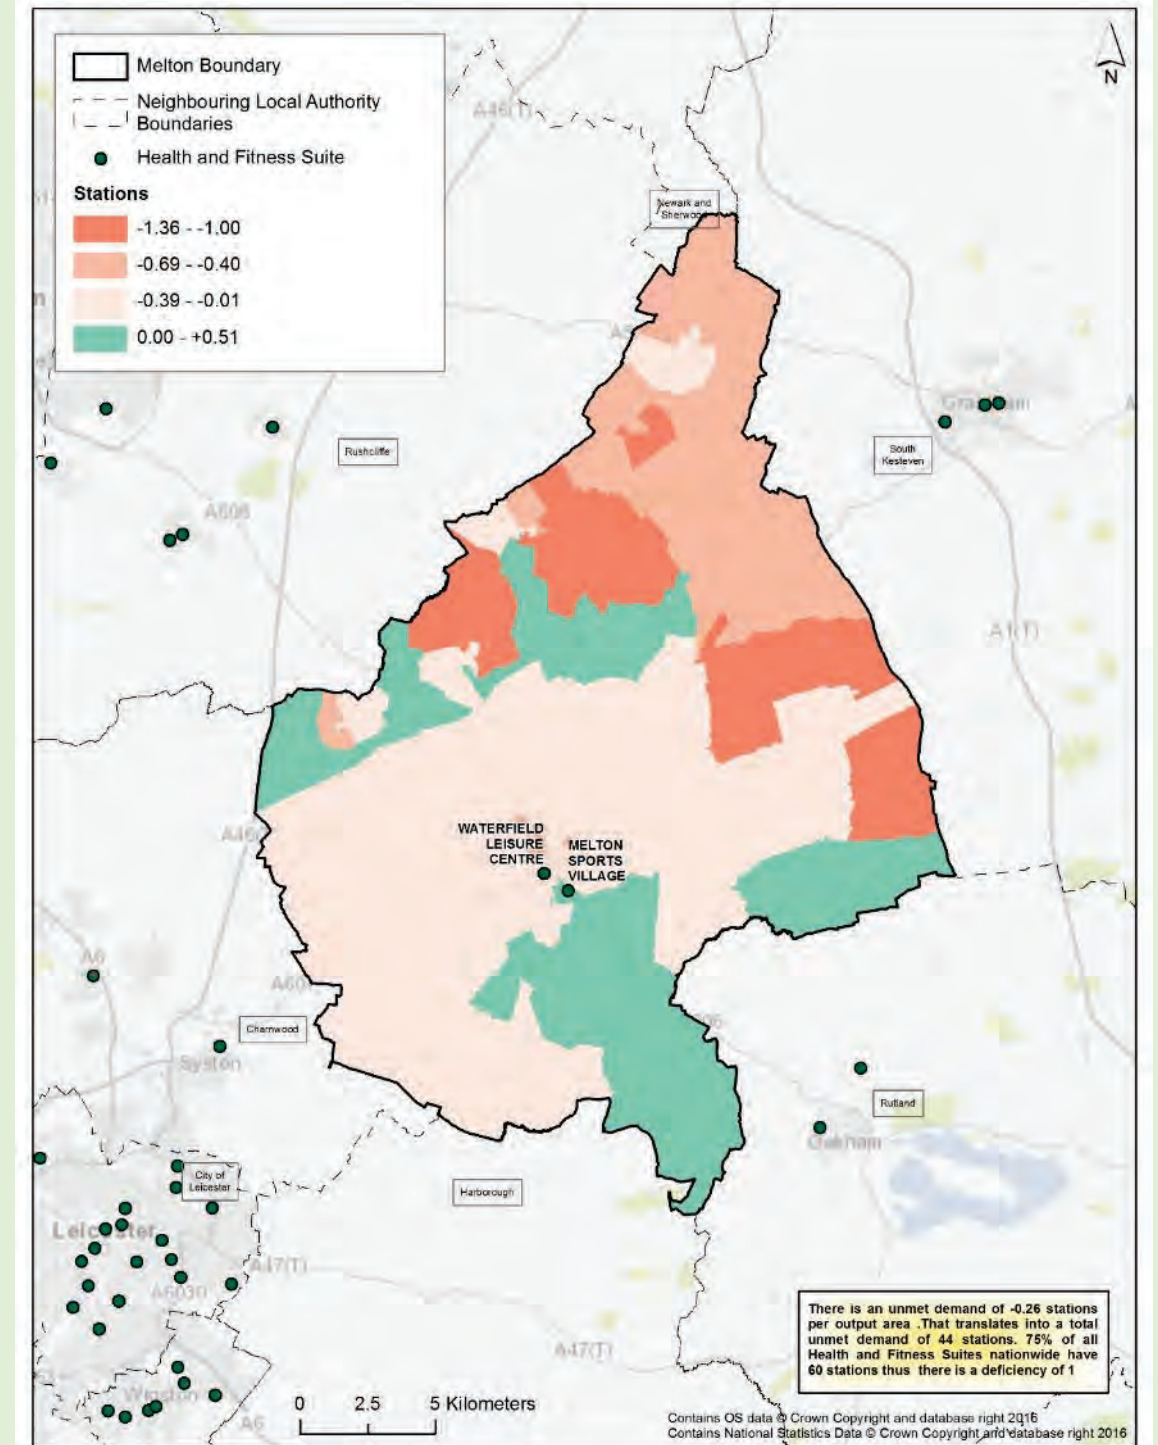 Melton Boundary
Neighbouring Local Authority
Boundaries
Health and Fitness Suite
Stations
-1.36 - -1.00
-0.69 - -0.40
-0.39 - -0.01
0.00 - +0.51
N
A46(T)
Newark and
Sherwood
Grantham
Rushcliffe
South
Kesteven
A606
A1(T)
WATERFIELD
LEISURE
CENTRE
MELTON
SPORTS
VILLAGE
A46
A6
A60
Charnwood
Syston
Rutland
Oakham
City of
Leicester
Harborough
Leicester
A47(T)
A6030
A47(T)
Wigston
A6
There is an unmet demand of -0.26 stations
per output area .That translates into a total
unmet demand of 44 stations. 75% of all
Health and Fitness Suites nationwide have
60 stations thus there is a deficiency of 1
0 2.5 5 Kilometers
Contains OS data © Crown Copyright and database right 2016
Contains National Statistics Data © Crown Copyright and database right 2016